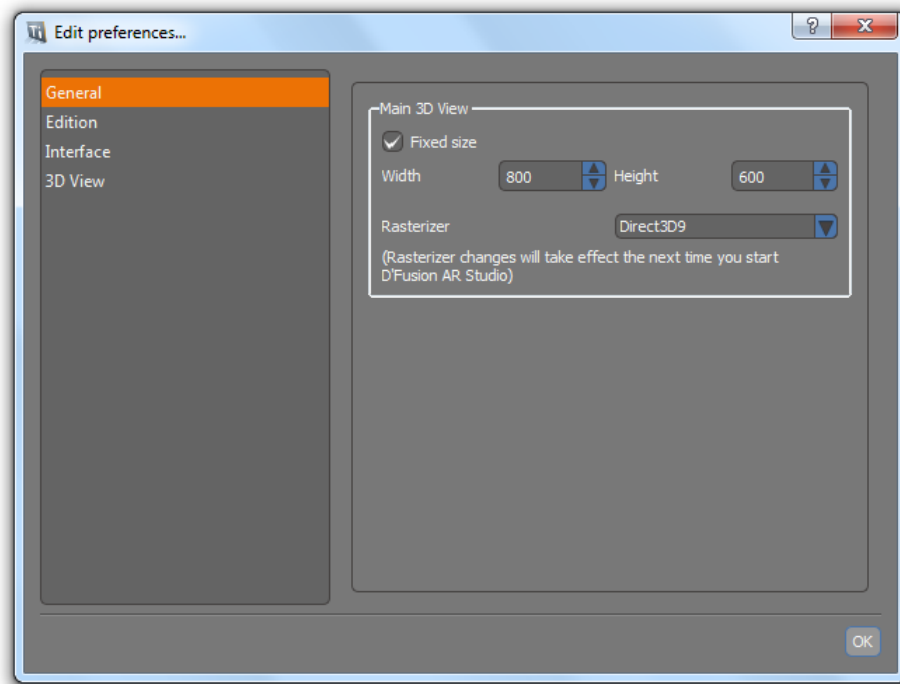 Edit preferences...
General
Edition
Interface
3D View
Main 3D View
Fixed size
Width 800 Height 600
Rasterizer Direct3D9
(Rasterizer changes will take effect the next time you start
D'Fusion AR Studio)
OK